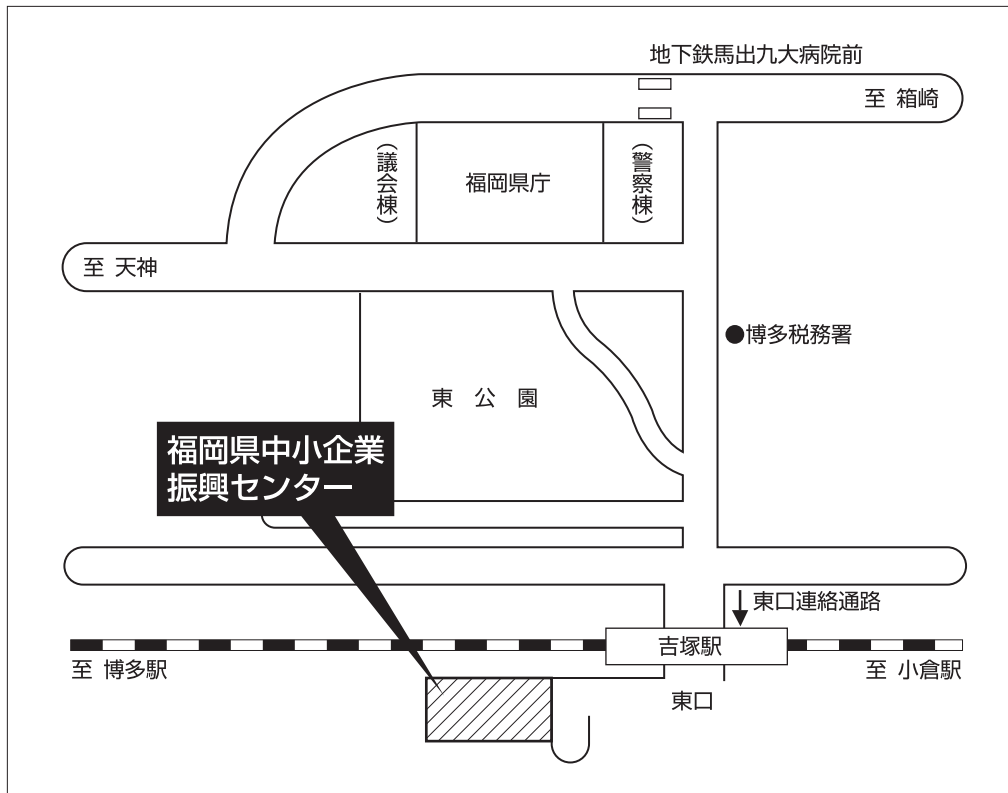 地下鉄馬出九大病院前
至 箱崎
(議会棟)
福岡県庁
(警察棟)
至 天神
●博多税務署
東 公 園
福岡県中小企業
振興センター
東口連絡通路
吉塚駅
至 博多駅
至 小倉駅
東口